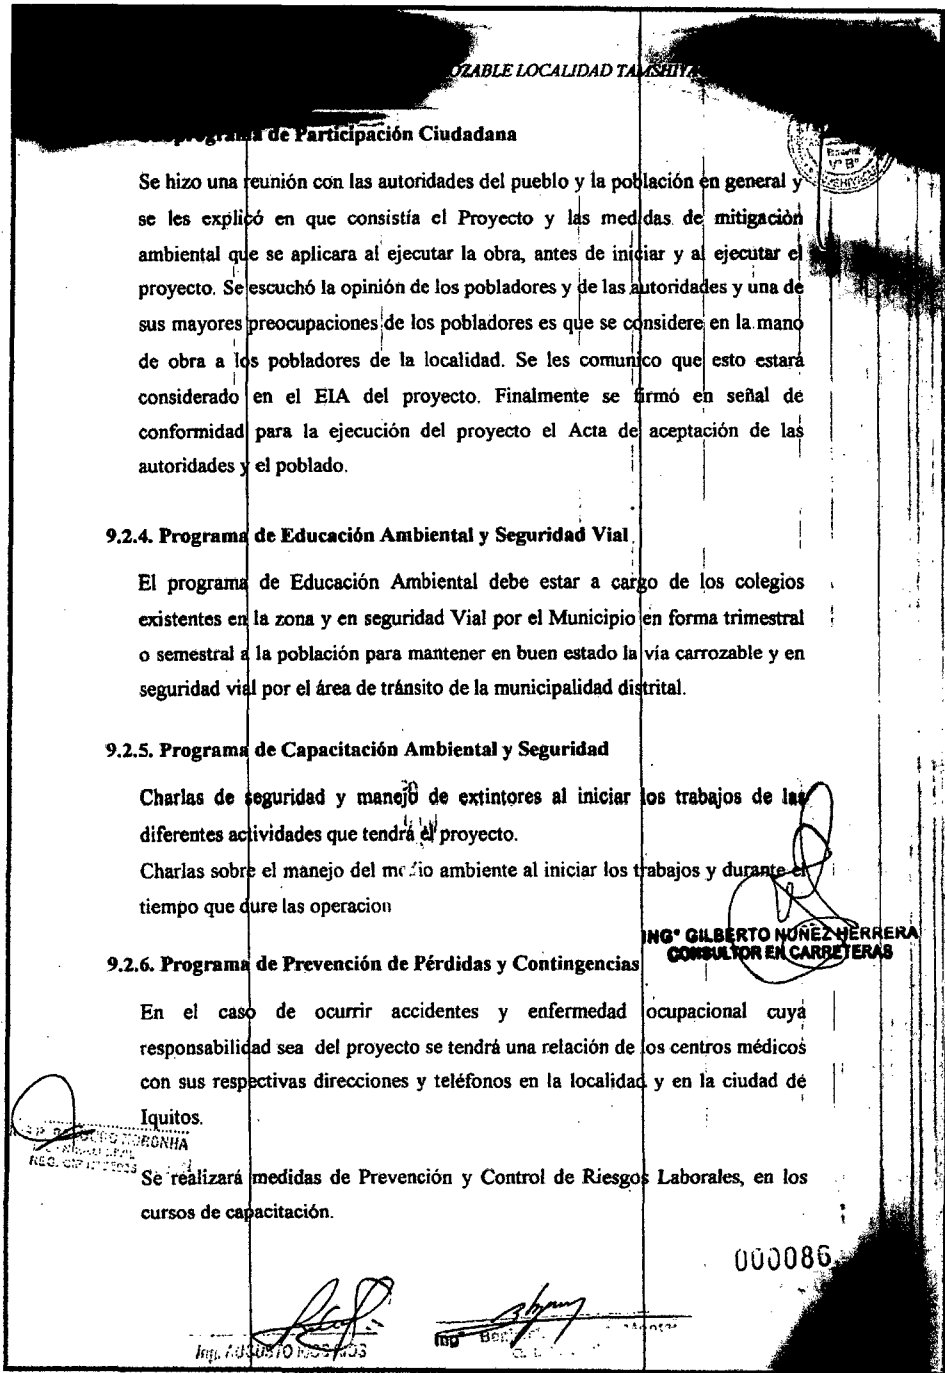 LOCALIDAD
de Participación Ciudadana
Se hizo una reunión con las autoridades del pueblo y la población en general y
se les explicó en que consistía el Proyecto y las medidas de mitigación
ambiental que se aplicara al ejecutar la obra, antes de iniciar y al ejecutar el
proyecto. Se escuchó la opinión de los pobladores y de las autoridades y una de
sus mayores preocupaciones de los pobladores es que se considere en la mano
de obra a los pobladores de la localidad. Se les comunico que esto estará
considerado en el EIA del proyecto. Finalmente se firmó en señal de
conformidad para la ejecución del proyecto el Acta de aceptación de las
autoridades y el poblado.
9.2.4. Programa de Educación Ambiental y Seguridad Vial
El programa de Educación Ambiental debe estar a cargo de los colegios
existentes en la zona y en seguridad Vial por el Municipio en forma trimestral
o semestral a la población para mantener en buen estado la vía carrozable y en
seguridad vial por el área de tránsito de la municipalidad distrital.
9.2.5. Programa de Capacitación Ambiental y Seguridad
Charlas de seguridad y manejo de extintores al iniciar los trabajos de las
diferentes actividades que tendrá el proyecto.
Charlas sobre el manejo del medio ambiente al iniciar los trabajos y durante el
tiempo que dure las operacion
ING° GILBERTO NUÑEZ HERRERA
CONSULTOR EN CARRETERAS
9.2.6. Programa de Prevención de Pérdidas y Contingencias
En el caso de ocurrir accidentes y enfermedad ocupacional cuya
responsabilidad sea del proyecto se tendrá una relación de los centros médicos
con sus respectivas direcciones y teléfonos en la localidad y en la ciudad de
Iquitos.
Se realizará medidas de Prevención y Control de Riesgos Laborales, en los
cursos de capacitación.
000086
Ing. AUGUSTO
Ing°